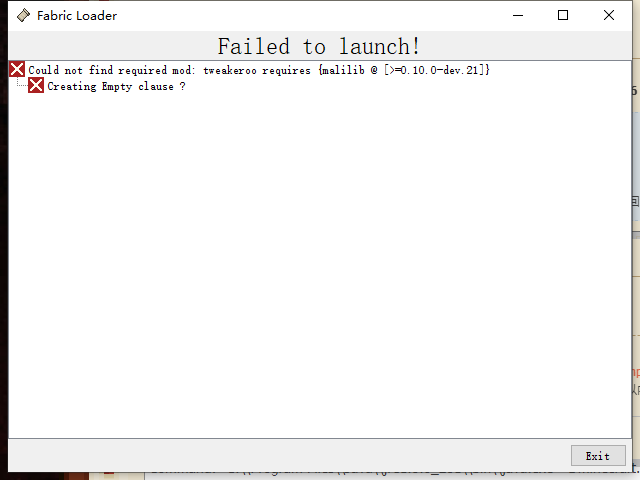 Fabric Loader
Failed to launch!
Could not find required mod: tweakeroo requires {malilib @ [>=0.10.0-dev.21]}
Creating Empty clause ?
Exit